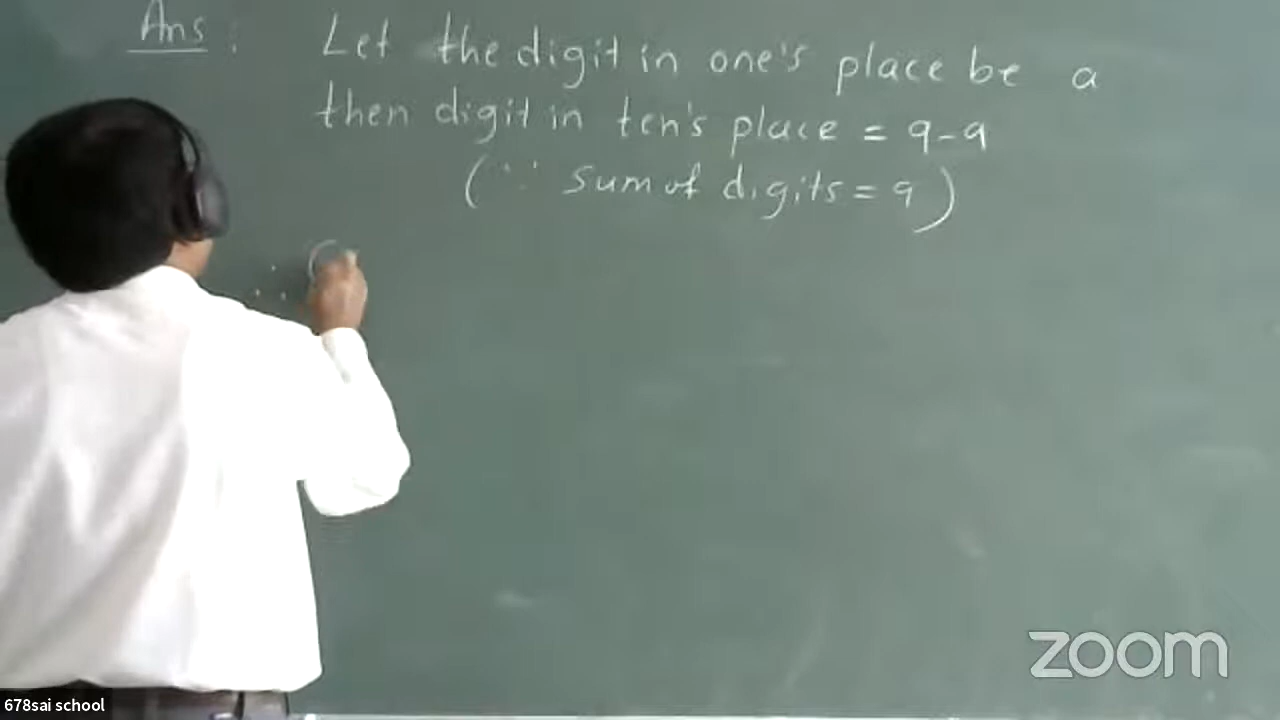 Ans : Let the digit in one's place be a
then digit in ten's place = 9-a
(∵ sum of digits = 9)
∴
zoom
678sai school